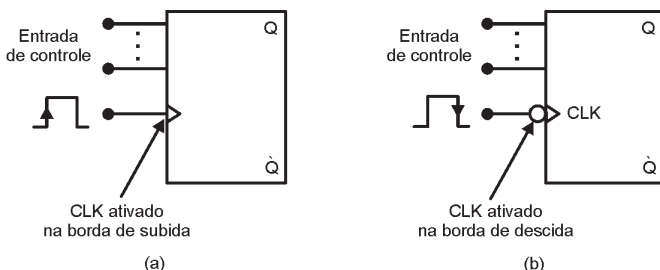 Entrada
de controle
Q
Q̀
CLK ativado
na borda de subida
(a)
Entrada
de controle
Q
CLK
Q̀
CLK ativado
na borda de descida
(b)